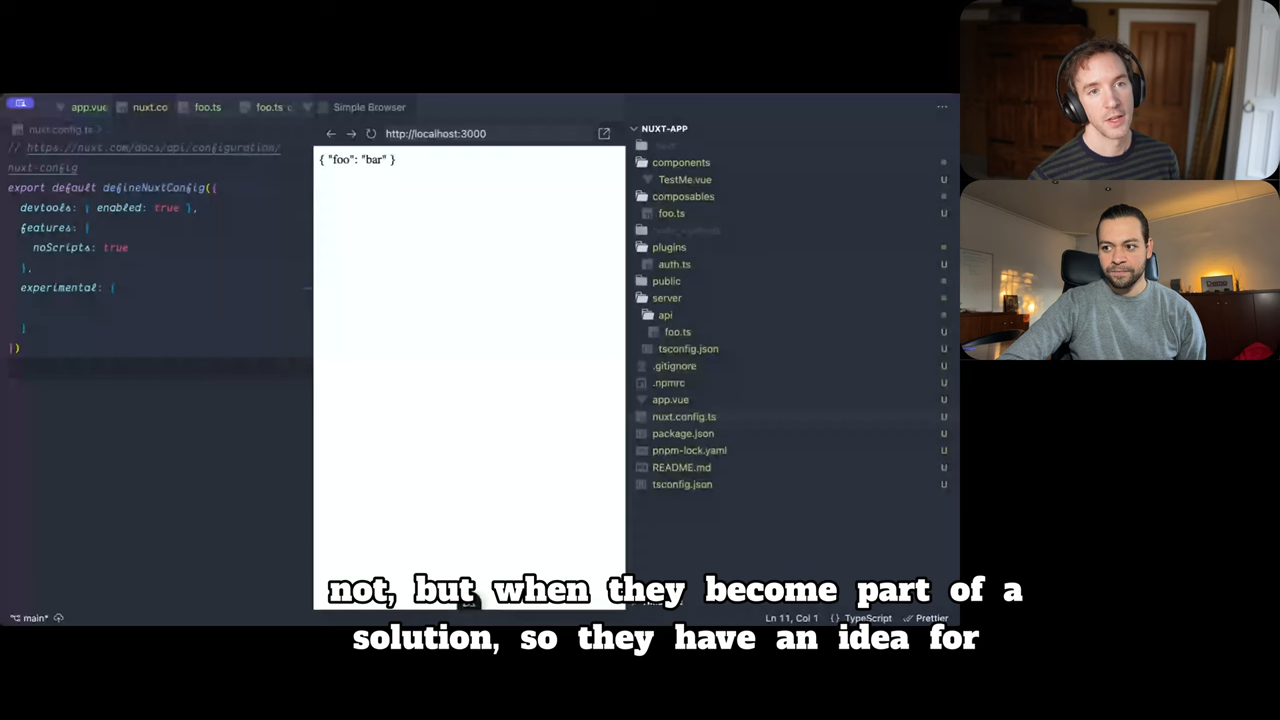 app.vue
nuxt.co
foo.ts
foo.ts
Simple Browser
nuxt.config.ts >
// https://nuxt.com/docs/api/configuration/
nuxt-config
export default defineNuxtConfig({
devtools: { enabled: true },
features: {
noScripts: true
},
experimental: {
}
})
http://localhost:3000
{ "foo": "bar" }
NUXT-APP
components
TestMe.vue U
composables
foo.ts U
plugins
auth.ts U
public
server
api
foo.ts U
tsconfig.json U
.gitignore U
.npmrc U
app.vue U
nuxt.config.ts U
package.json U
pnpm-lock.yaml U
README.md U
tsconfig.json U
Demo
not, but when they become part of a
solution, so they have an idea for
main*
Ln 11, Col 1 {} TypeScript Prettier